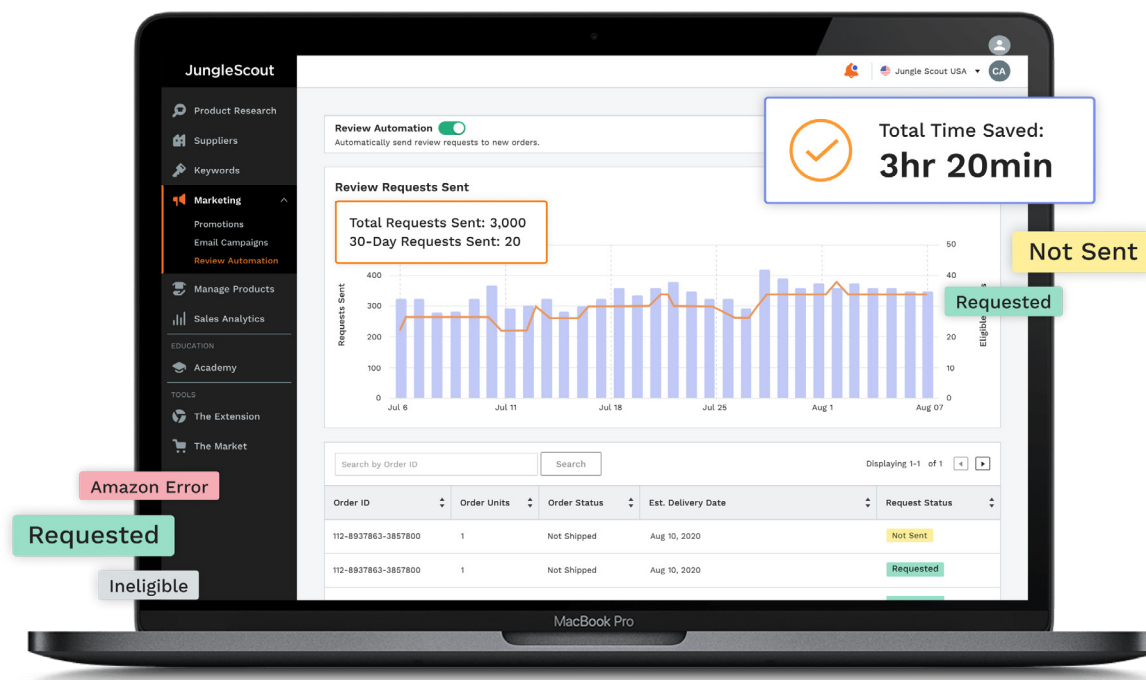 JungleScout
Jungle Scout USA
CA
Product Research
Suppliers
Keywords
Marketing
Promotions
Email Campaigns
Review Automation
Manage Products
Sales Analytics
EDUCATION
Academy
TOOLS
The Extension
The Market
Review Automation
Automatically send review requests to new orders.
Total Time Saved:
3hr 20min
Review Requests Sent
Total Requests Sent: 3,000
30-Day Requests Sent: 20
Requests Sent
400
300
200
100
0
50
40
20
10
0
Eligible
Jul 6
Jul 11
Jul 18
Jul 25
Aug 1
Aug 07
Not Sent
Requested
Search by Order ID
Search
Displaying 1-1 of 1
Order ID
Order Units
Order Status
Est. Delivery Date
Request Status
112-8937863-3857800
1
Not Shipped
Aug 10, 2020
Not Sent
112-8937863-3857800
1
Not Shipped
Aug 10, 2020
Requested
Amazon Error
Requested
Ineligible
MacBook Pro